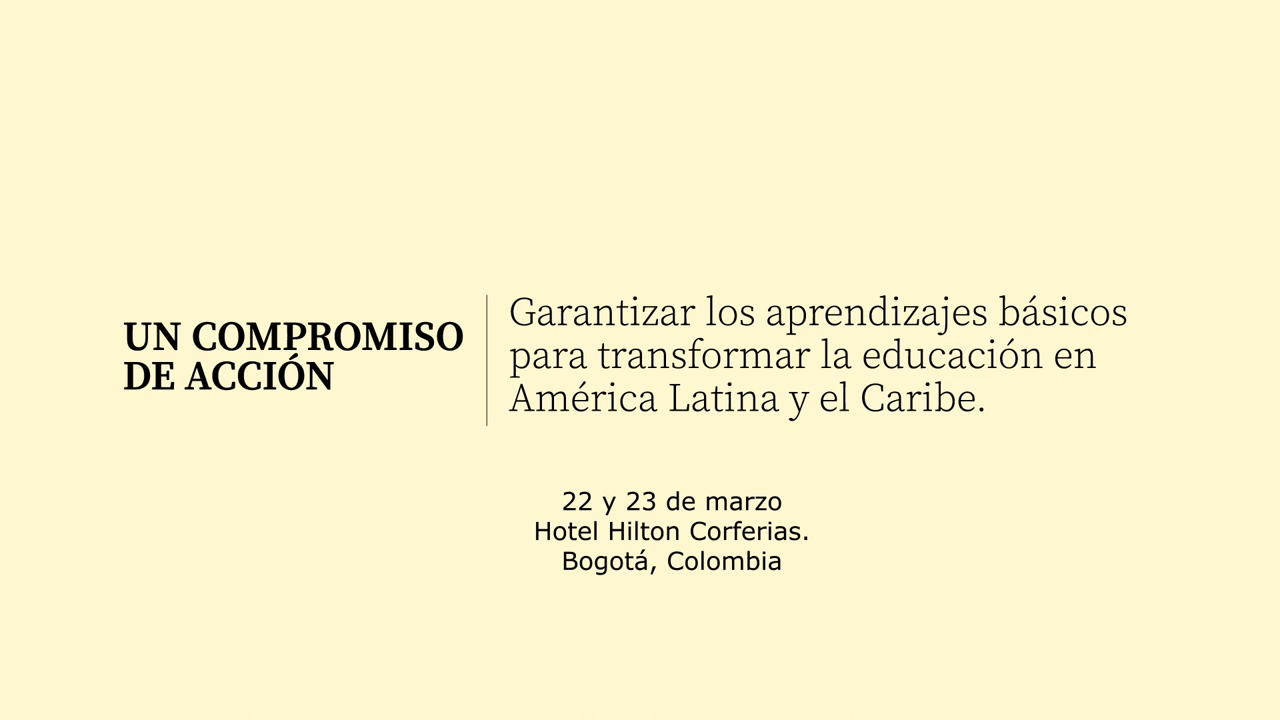 UN COMPROMISO
DE ACCIÓN
Garantizar los aprendizajes básicos
para transformar la educación en
América Latina y el Caribe.
22 y 23 de marzo
Hotel Hilton Corferias.
Bogotá, Colombia